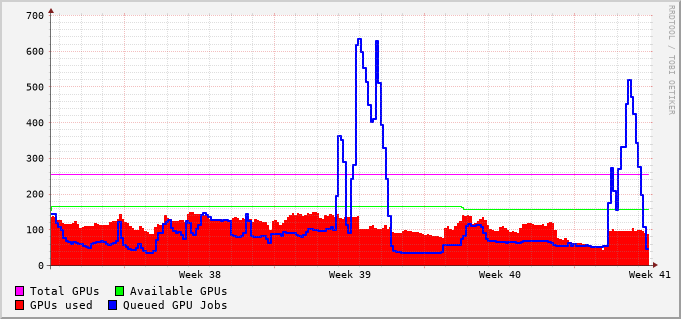 700
600
500
400
300
200
100
0
Week 38 Week 39 Week 40 Week 41
RRDTOOL / TOBI OETIKER
Total GPUs Available GPUs
GPUs used Queued GPU Jobs